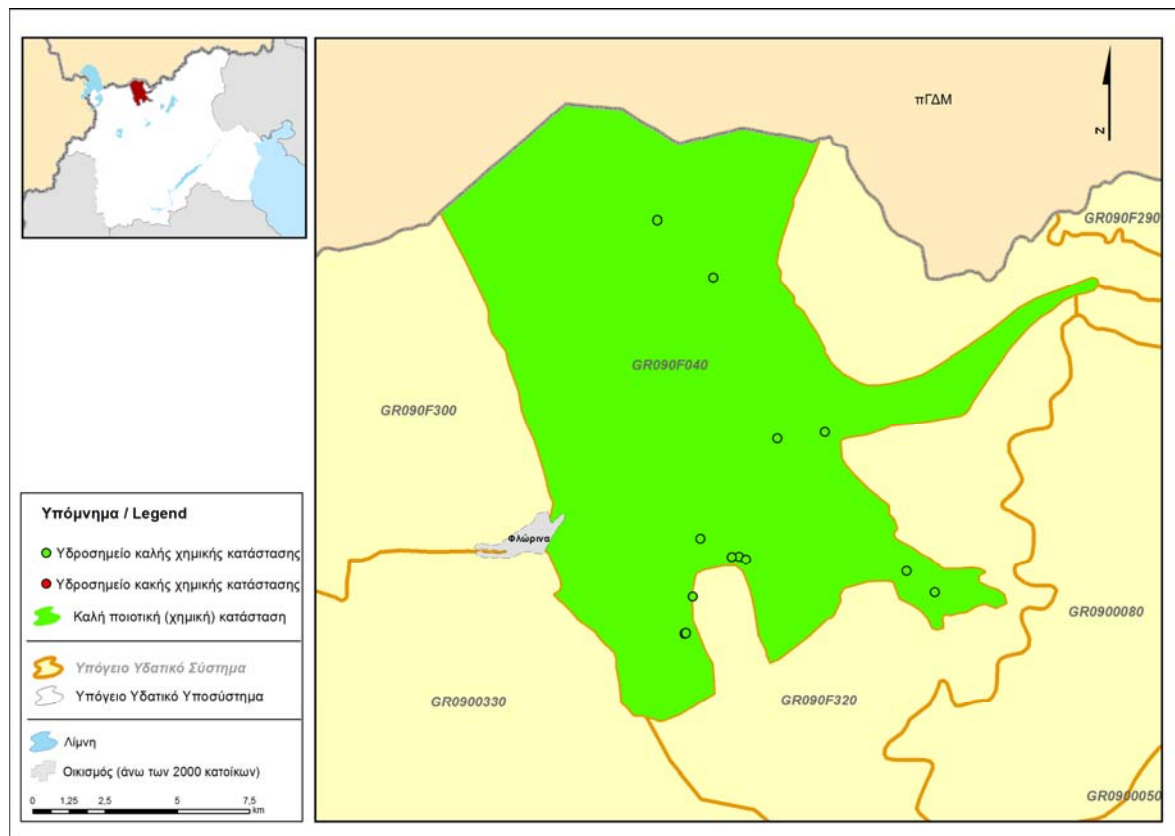 πΓΔΜ
Z
GR090F290
GR090F040
GR090F300
Φλώρινα
GR0900080
GR0900330
GR090F320
GR0900050
Υπόμνημα / Legend
Υδροσημείο καλής χημικής κατάστασης
Υδροσημείο κακής χημικής κατάστασης
Καλή ποιοτική (χημική) κατάσταση
Υπόγειο Υδατικό Σύστημα
Υπόγειο Υδατικό Υποσύστημα
Λίμνη
Οικισμός (άνω των 2000 κατοίκων)
0 1,25 2,5 5 7,5
km